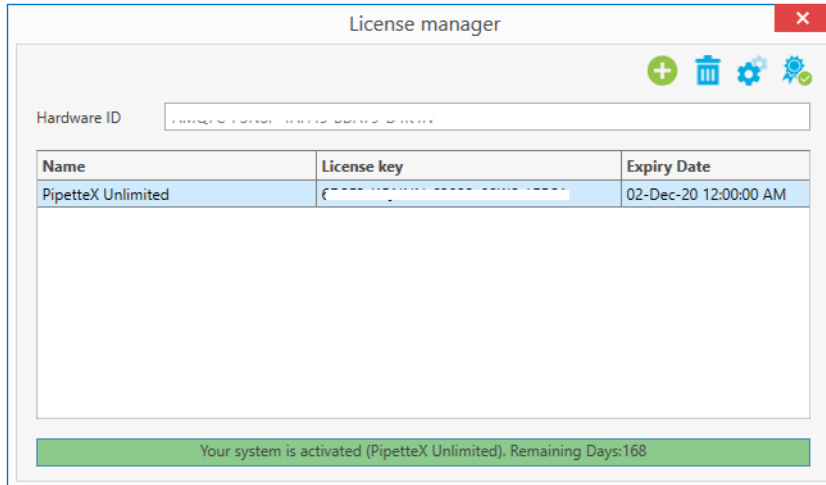 License manager
Hardware ID
Name License key Expiry Date
PipetteX Unlimited 02-Dec-20 12:00:00 AM
Your system is activated (PipetteX Unlimited). Remaining Days:168